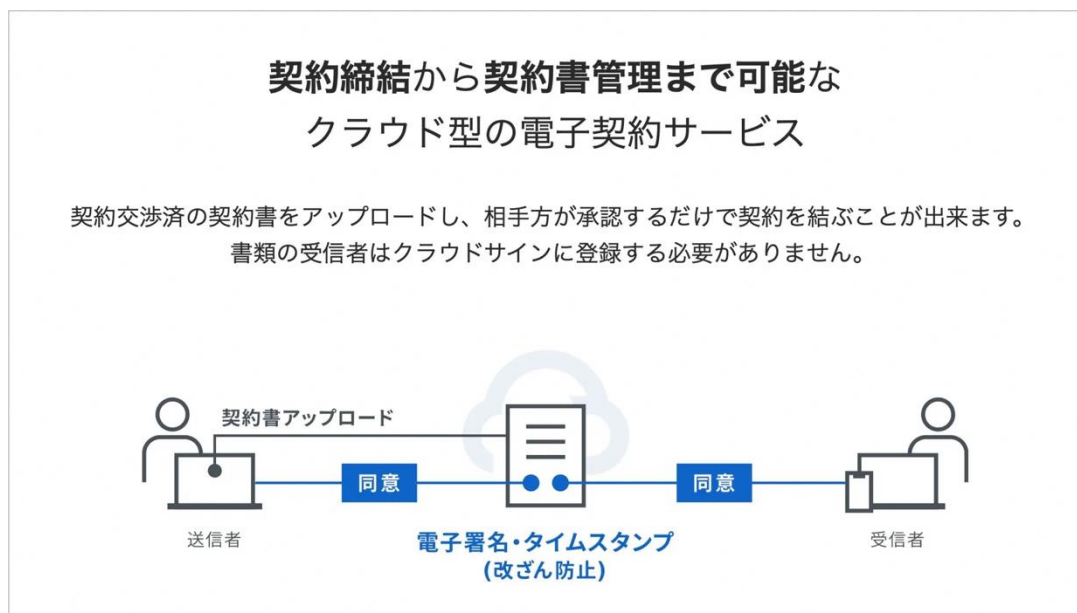 契約締結から契約書管理まで可能な
クラウド型の電子契約サービス
契約交渉済の契約書をアップロードし、相手方が承認するだけで契約を結ぶことが出来ます。
書類の受信者はクラウドサインに登録する必要がありません。
契約書アップロード
同意
同意
送信者
電子署名・タイムスタンプ
(改ざん防止)
受信者